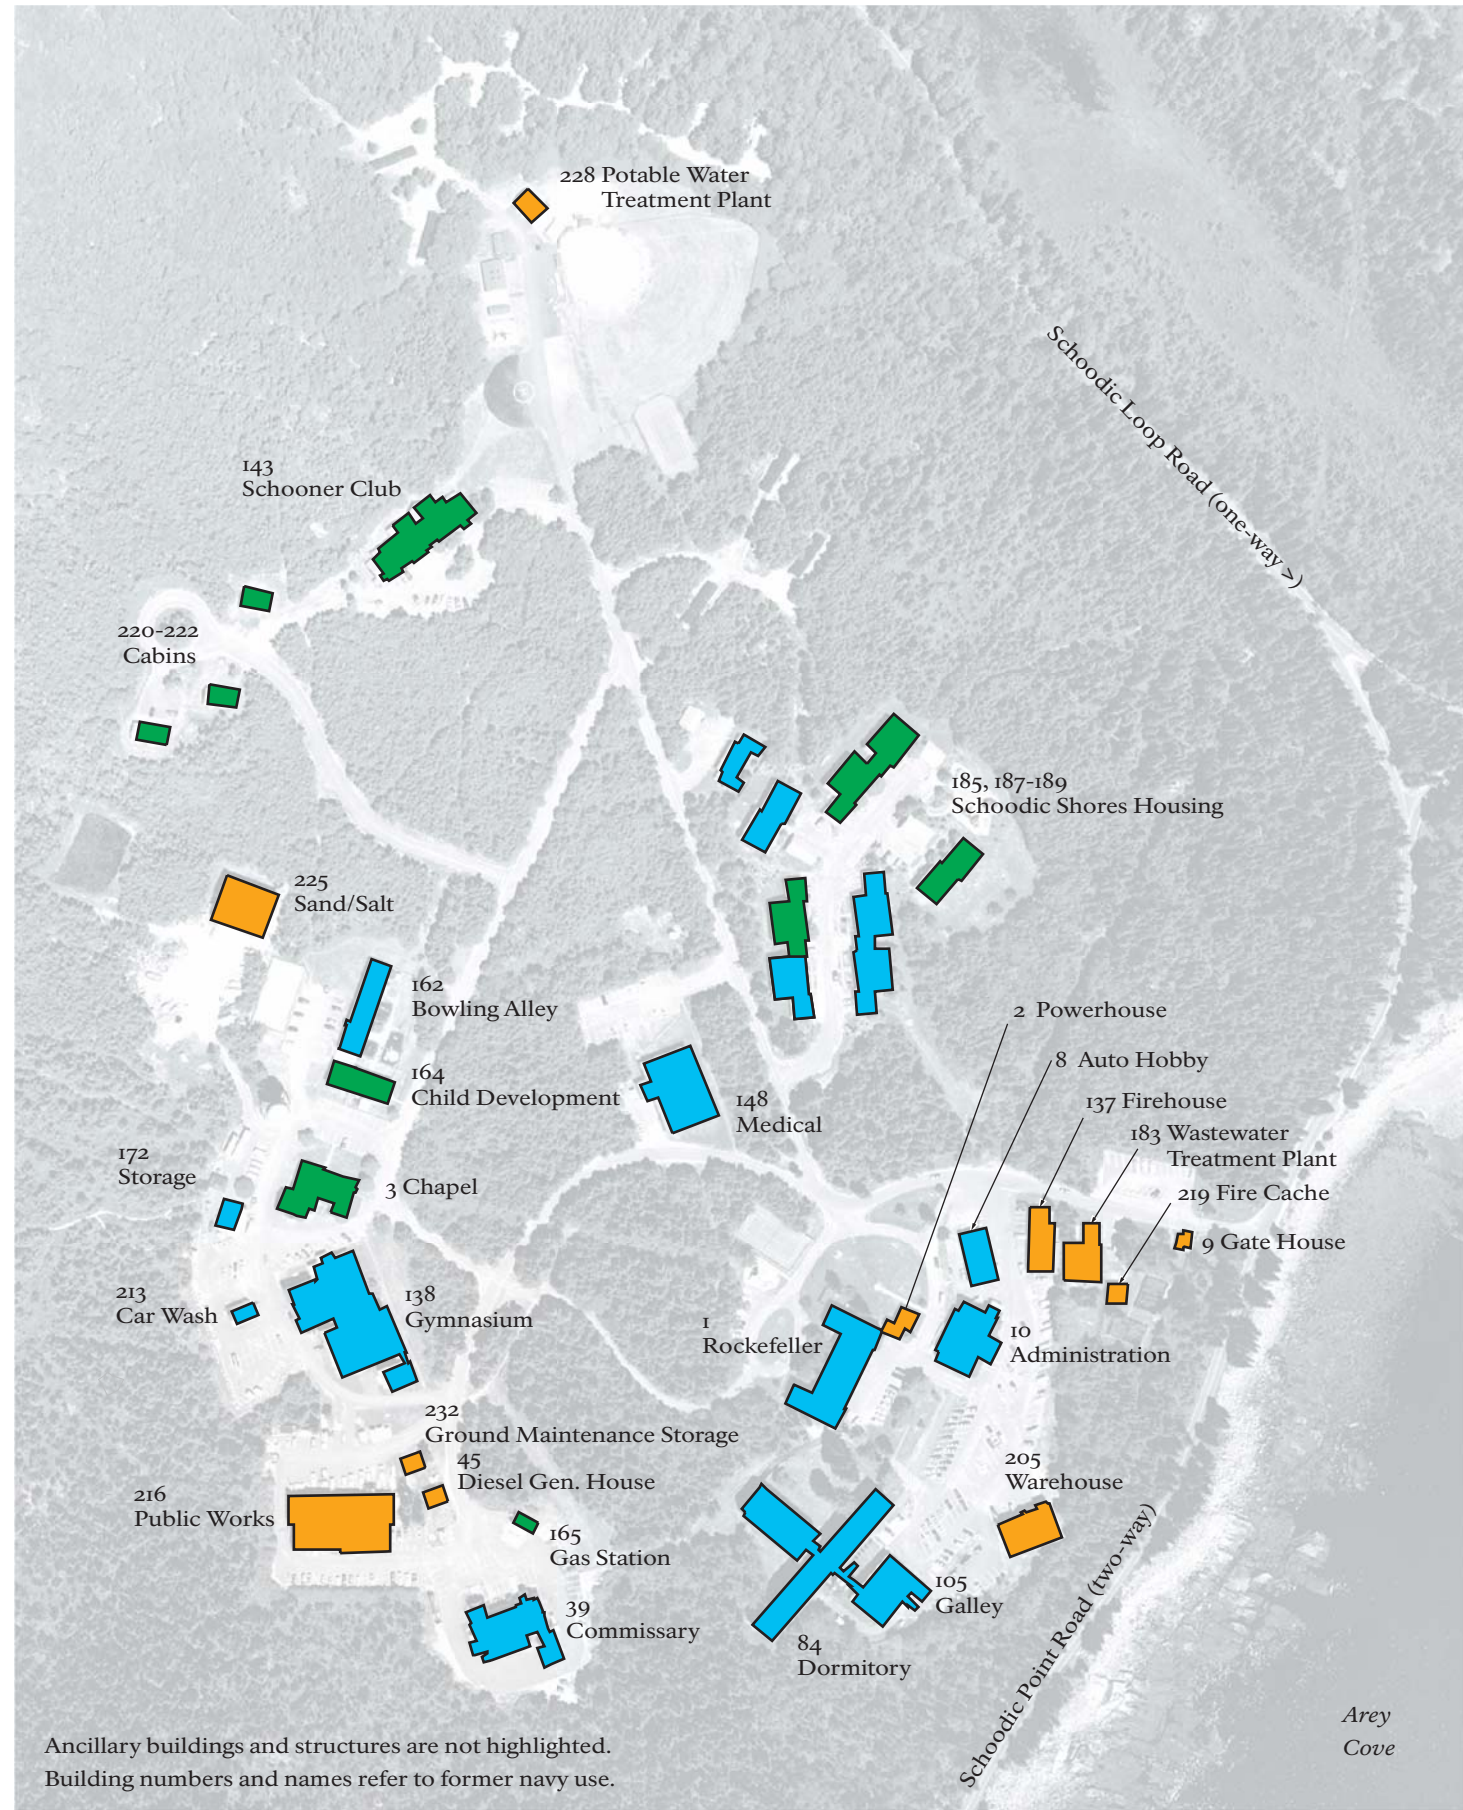 228 Potable Water
Treatment Plant
Schoodic Loop Road (one-way >)
143
Schooner Club
220-222
Cabins
185, 187-189
Schoodic Shores Housing
225
Sand/Salt
162
Bowling Alley
2 Powerhouse
8 Auto Hobby
164
Child Development
148
Medical
137 Firehouse
183 Wastewater
Treatment Plant
172
Storage
3 Chapel
219 Fire Cache
9 Gate House
213
Car Wash
138
Gymnasium
1
Rockefeller
10
Administration
232
Ground Maintenance Storage
45
Diesel Gen. House
205
Warehouse
216
Public Works
165
Gas Station
105
Galley
39
Commissary
84
Dormitory
Schoodic Point Road (two-way)
Arey
Cove
Ancillary buildings and structures are not highlighted.
Building numbers and names refer to former navy use.